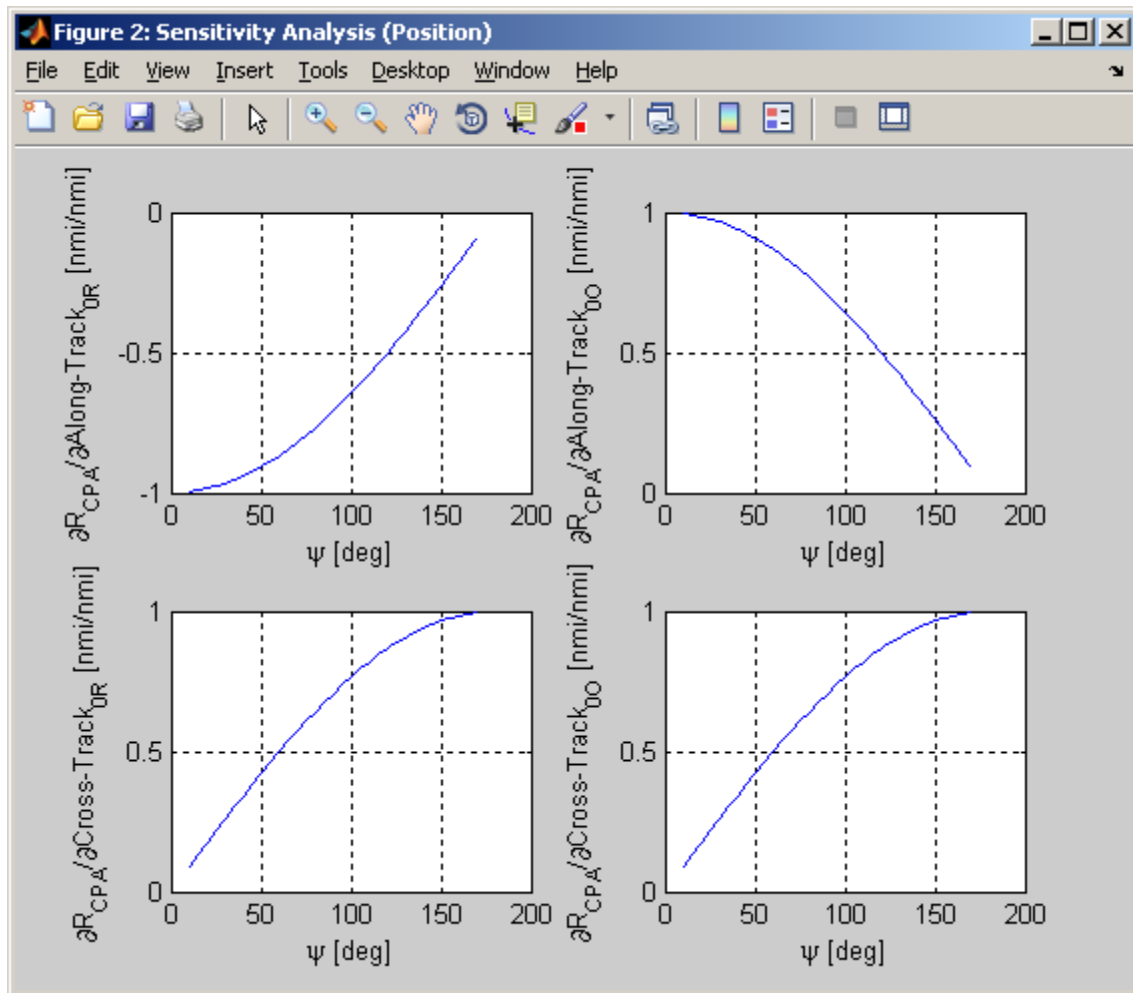 Figure 2: Sensitivity Analysis (Position)
File Edit View Insert Tools Desktop Window Help
∂R_CPA/∂Along-Track_0R [nmi/nmi]
0
-0.5
-1
0 50 100 150 200
ψ [deg]
∂R_CPA/∂Along-Track_0O [nmi/nmi]
1
0.5
0
0 50 100 150 200
ψ [deg]
∂R_CPA/∂Cross-Track_0R [nmi/nmi]
1
0.5
0
0 50 100 150 200
ψ [deg]
∂R_CPA/∂Cross-Track_0O [nmi/nmi]
1
0.5
0
0 50 100 150 200
ψ [deg]